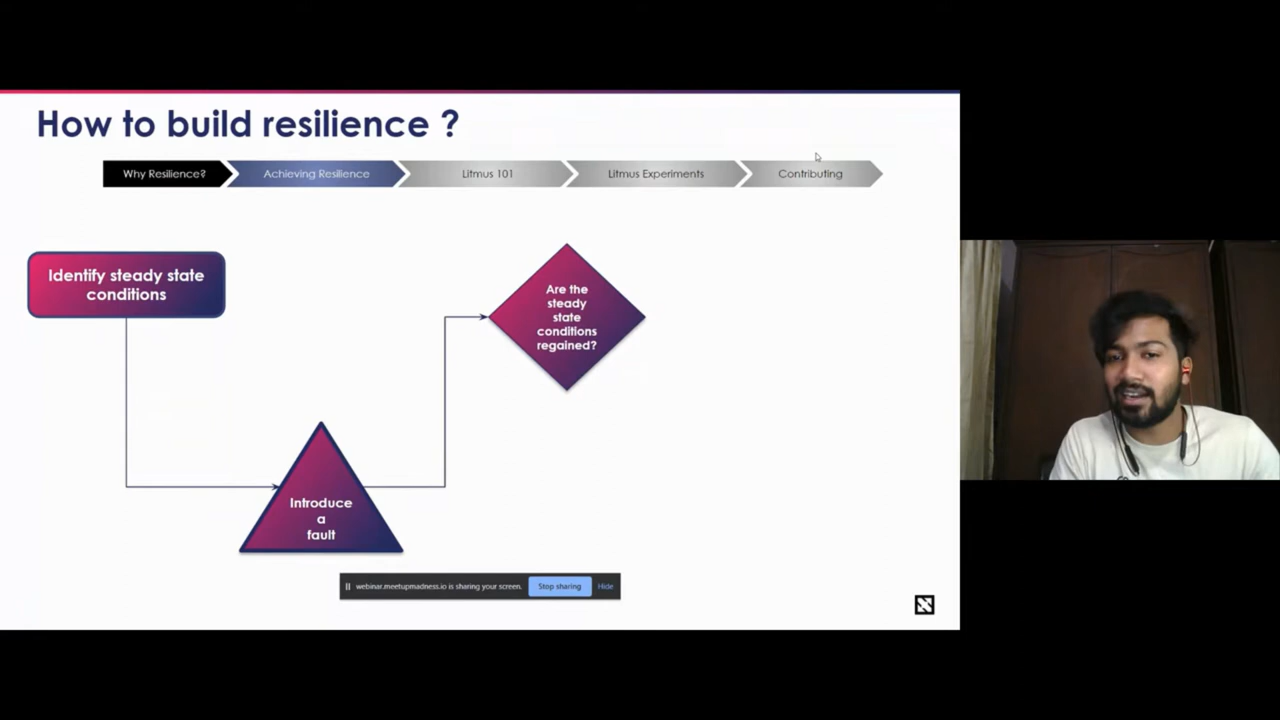 How to build resilience ?
Why Resilience?
Achieving Resilience
Litmus 101
Litmus Experiments
Contributing
Identify steady state
conditions
Are the
steady
state
conditions
regained?
Introduce
a
fault
webinar.meetupmadness.io is sharing your screen.
Stop sharing
Hide